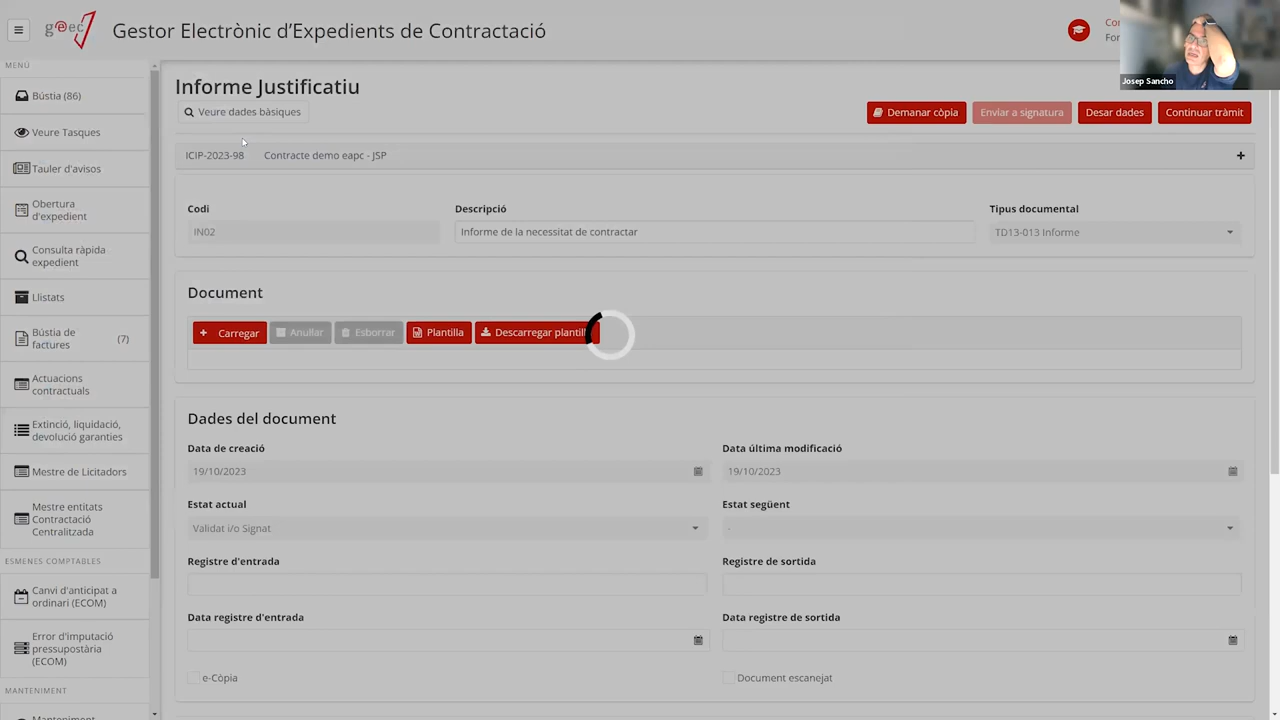 geec
Gestor Electrònic d'Expedients de Contractació
Con
For
Josep Sancho
MENÚ
Bústia (86)
Veure Tasques
Tauler d'avisos
Obertura
d'expedient
Consulta ràpida
expedient
Llistats
Bústia de
factures
(7)
Actuacions
contractuals
Extinció, liquidació,
devolució garanties
Mestre de Licitadors
Mestre entitats
Contractació
Centralitzada
ESMENES COMPTABLES
Canvi d'anticipat a
ordinari (ECOM)
Error d'imputació
pressupostària
(ECOM)
MANTENIMENT
Manteniment
Informe Justificatiu
Veure dades bàsiques
Demanar còpia
Enviar a signatura
Desar dades
Continuar tràmit
ICIP-2023-98 Contracte demo eapc - JSP
Codi
Descripció
Tipus documental
IN02
Informe de la necessitat de contractar
TD13-013 Informe
Document
Carregar
Anul·lar
Esborrar
Plantilla
Descarregar plantill
Dades del document
Data de creació
Data última modificació
19/10/2023
19/10/2023
Estat actual
Estat següent
Validat i/o Signat
-
Registre d'entrada
Registre de sortida
Data registre d'entrada
Data registre de sortida
e-Còpia
Document escanejat